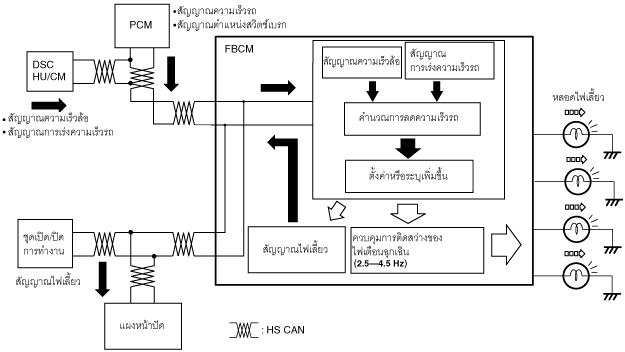 PCM
• สัญญาณความเร็วรถ
• สัญญาณตำแหน่งสวิตช์เบรก
DSC
HU/CM
• สัญญาณความเร็วล้อ
• สัญญาณการเร่งความเร็วรถ
FBCM
สัญญาณความเร็วล้อ
สัญญาณ
การเร่งความเร็วรถ
คำนวณการลดความเร็วรถ
ตั้งค่าหรือระบุเพิ่มขึ้น
หลอดไฟเลี้ยว
สัญญาณไฟเลี้ยว
ควบคุมการติดสว่างของ
ไฟเตือนฉุกเฉิน
(2.5—4.5 Hz)
ชุดเปิด/ปิด
การทำงาน
สัญญาณไฟเลี้ยว
แผงหน้าปัด
: HS CAN